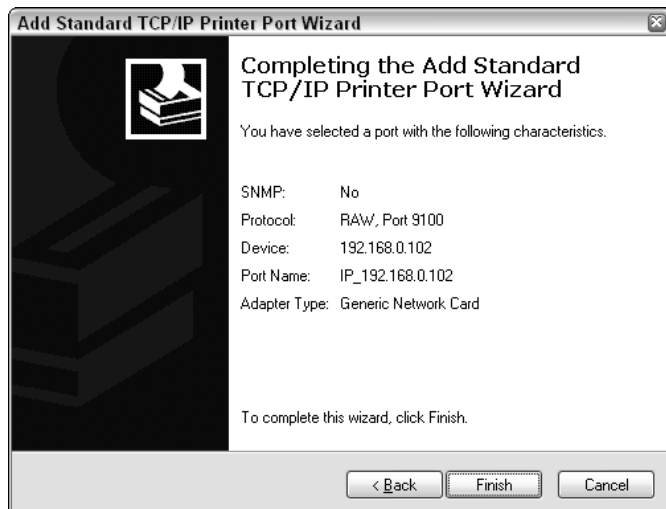 Add Standard TCP/IP Printer Port Wizard
Completing the Add Standard
TCP/IP Printer Port Wizard
You have selected a port with the following characteristics.
SNMP: No
Protocol: RAW, Port 9100
Device: 192.168.0.102
Port Name: IP_192.168.0.102
Adapter Type: Generic Network Card
To complete this wizard, click Finish.
< Back Finish Cancel